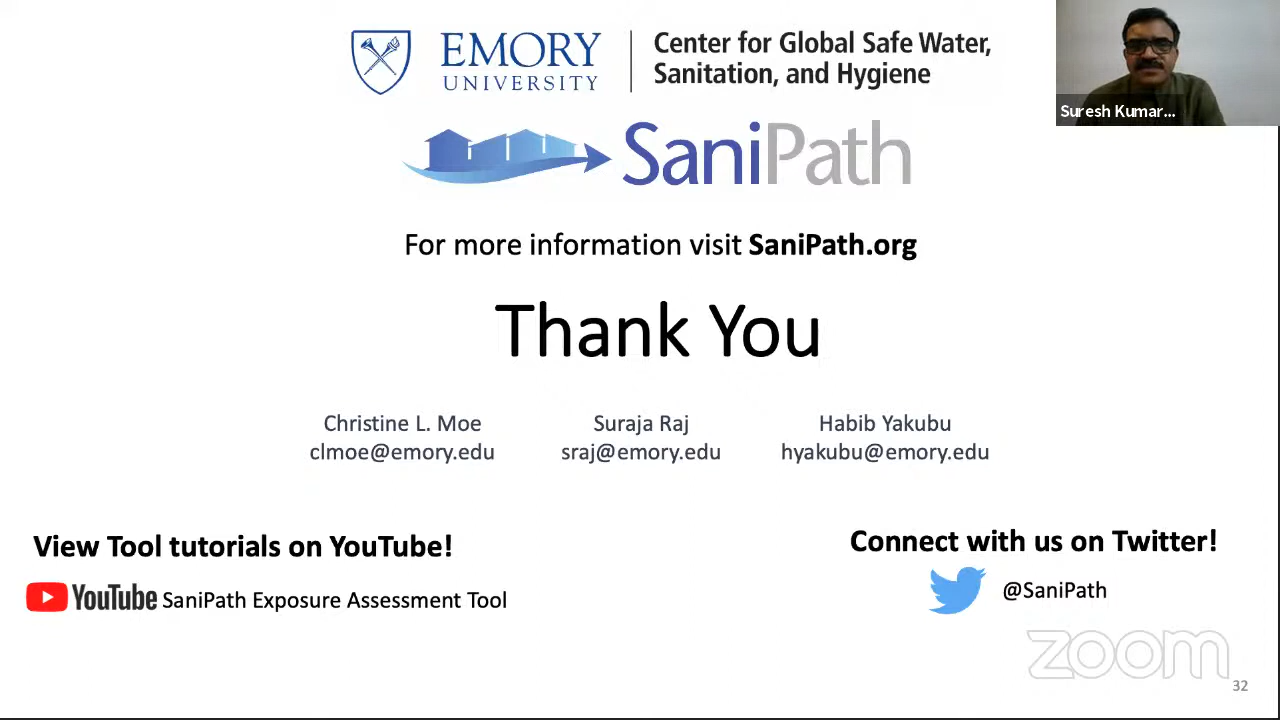 EMORY
UNIVERSITY
Center for Global Safe Water,
Sanitation, and Hygiene
Suresh Kumar...
SaniPath
For more information visit SaniPath.org
Thank You
Christine L. Moe
clmoe@emory.edu
Suraja Raj
sraj@emory.edu
Habib Yakubu
hyakubu@emory.edu
View Tool tutorials on YouTube!
YouTube SaniPath Exposure Assessment Tool
Connect with us on Twitter!
@SaniPath
zoom
32